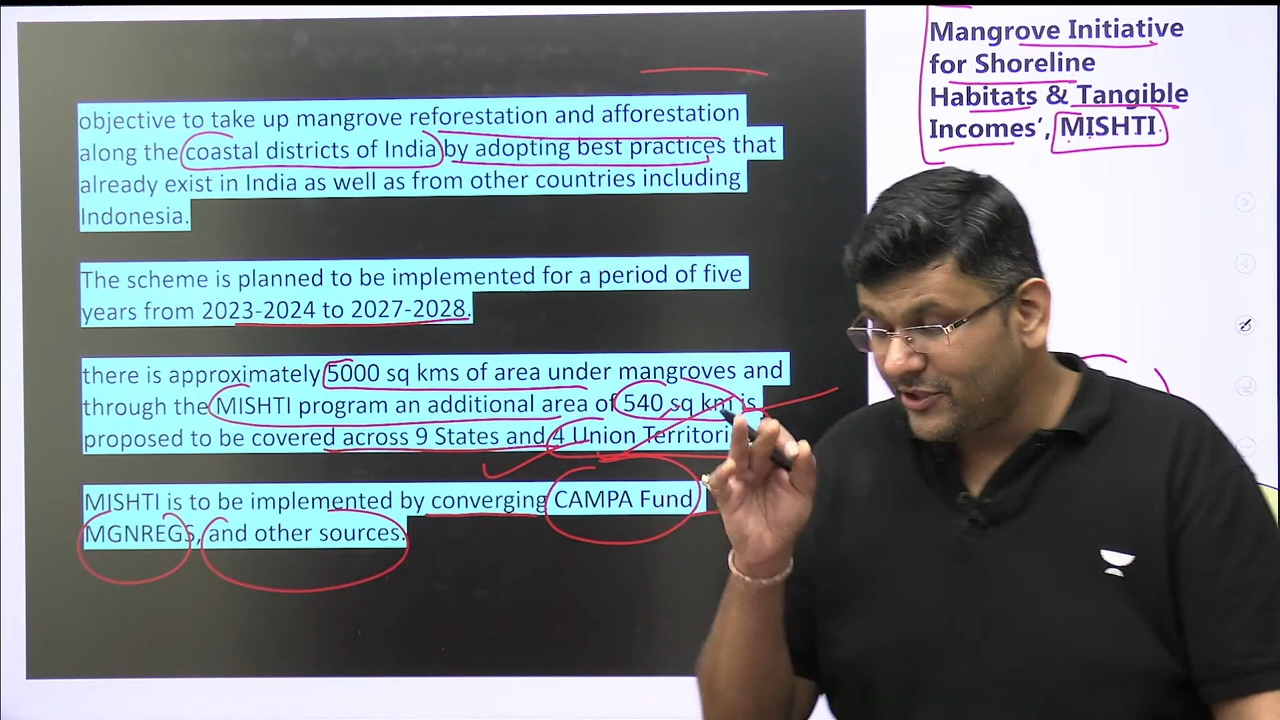 objective to take up mangrove reforestation and afforestation
along the coastal districts of India by adopting best practices that
already exist in India as well as from other countries including
Indonesia.
The scheme is planned to be implemented for a period of five
years from 2023-2024 to 2027-2028.
there is approximately 5000 sq kms of area under mangroves and
through the MISHTI program an additional area of 540 sq km is
proposed to be covered across 9 States and 4 Union
MISHTI is to be implemented by converging CAMPA Fund
MGNREGS, and other sources.
Mangrove Initiative
for Shoreline
Habitats & Tangible
Incomes’, MISHTI.